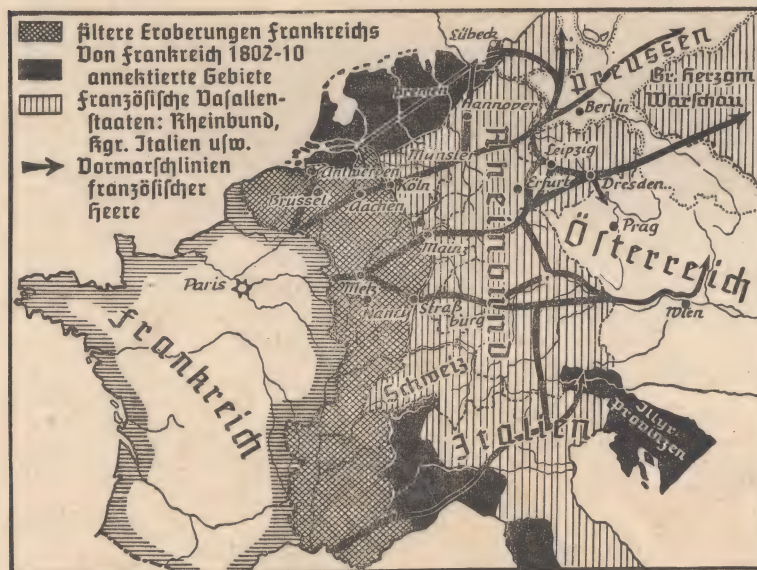 Ältere Eroberungen Frankreichs
Von Frankreich 1802-10
annektierte Gebiete
Französische Vasallen-
staaten: Rheinbund,
Kgr. Italien usw.
Vormarschlinien
französischer
Heere
Lübeck
Preussen
Gr. Herzgm
Warschau
Bremen
Hannover
Berlin
Münster
Leipzig
Antwerpen
Köln
Erfurt
Dresden
Brüssel
Aachen
Rheinbund
Prag
Mainz
Österreich
Paris
Metz
Nancy
Straß-
burg
Wien
Frankreich
Schweiz
Italien
Illyr.
Provinzen